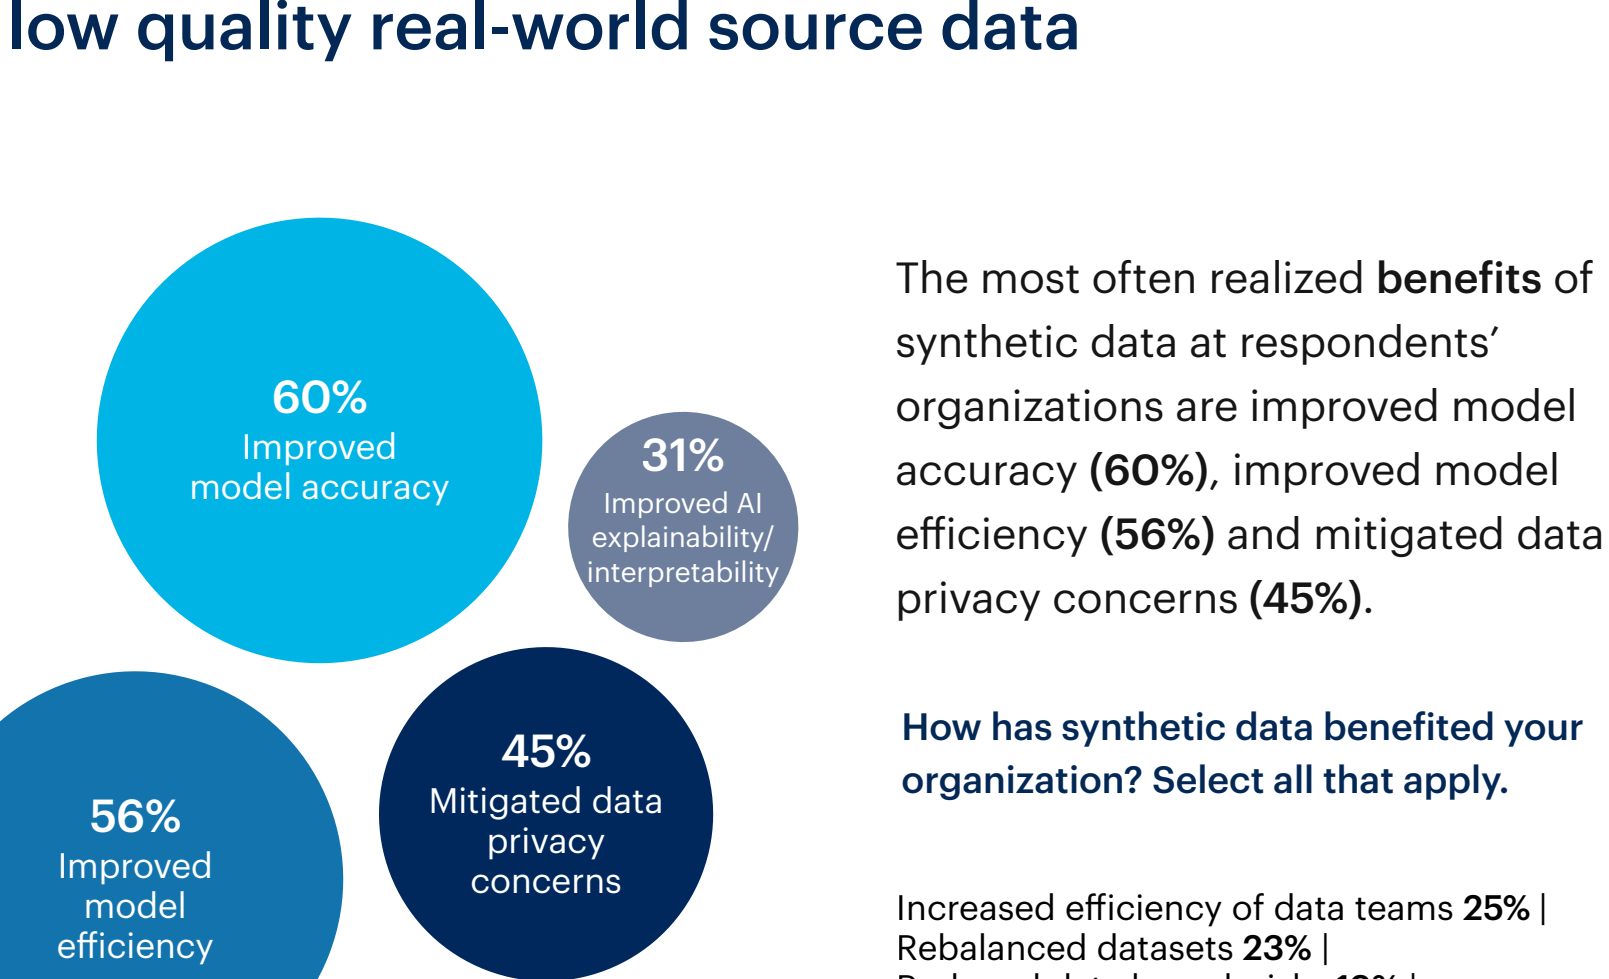 low quality real-world source data
60%
Improved
model accuracy
31%
Improved AI
explainability/
interpretability
56%
Improved
model
efficiency
45%
Mitigated data
privacy
concerns
The most often realized benefits of
synthetic data at respondents’
organizations are improved model
accuracy (60%), improved model
efficiency (56%) and mitigated data
privacy concerns (45%).
How has synthetic data benefited your
organization? Select all that apply.
Increased efficiency of data teams 25% |
Rebalanced datasets 23% |